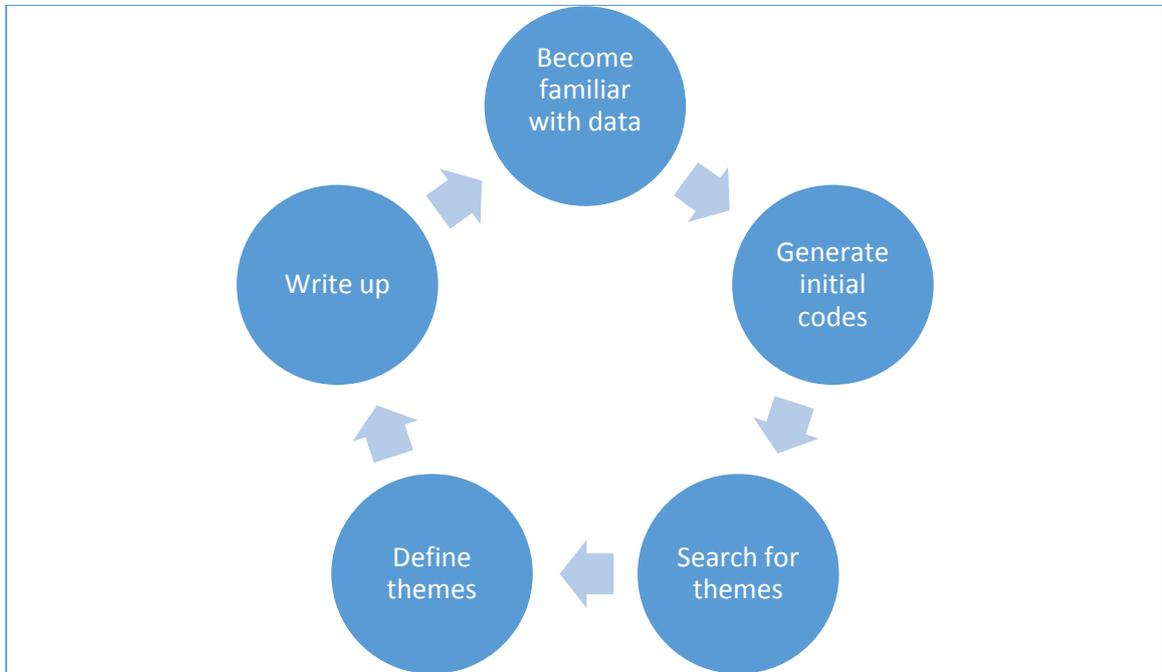 Become
familiar
with data
Generate
initial
codes
Search for
themes
Define
themes
Write up